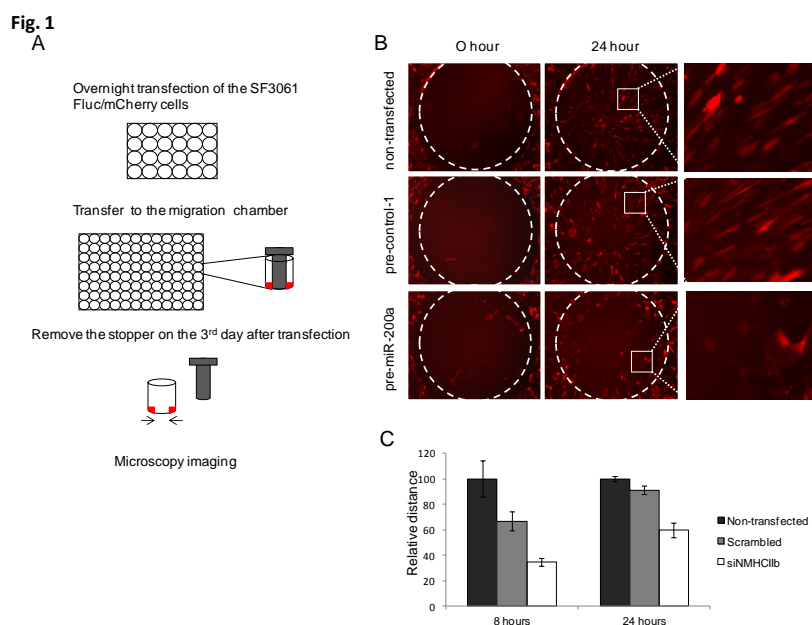 Fig. 1
A
Overnight transfection of the SF3061
Fluc/mCherry cells
Transfer to the migration chamber
Remove the stopper on the 3rd day after transfection
Microscopy imaging
B
O hour
24 hour
non-transfected
pre-control-1
pre-miR-200a
C
Relative distance
120
100
80
60
40
20
0
8 hours
24 hours
Non-transfected
Scrambled
siNMHCIIb